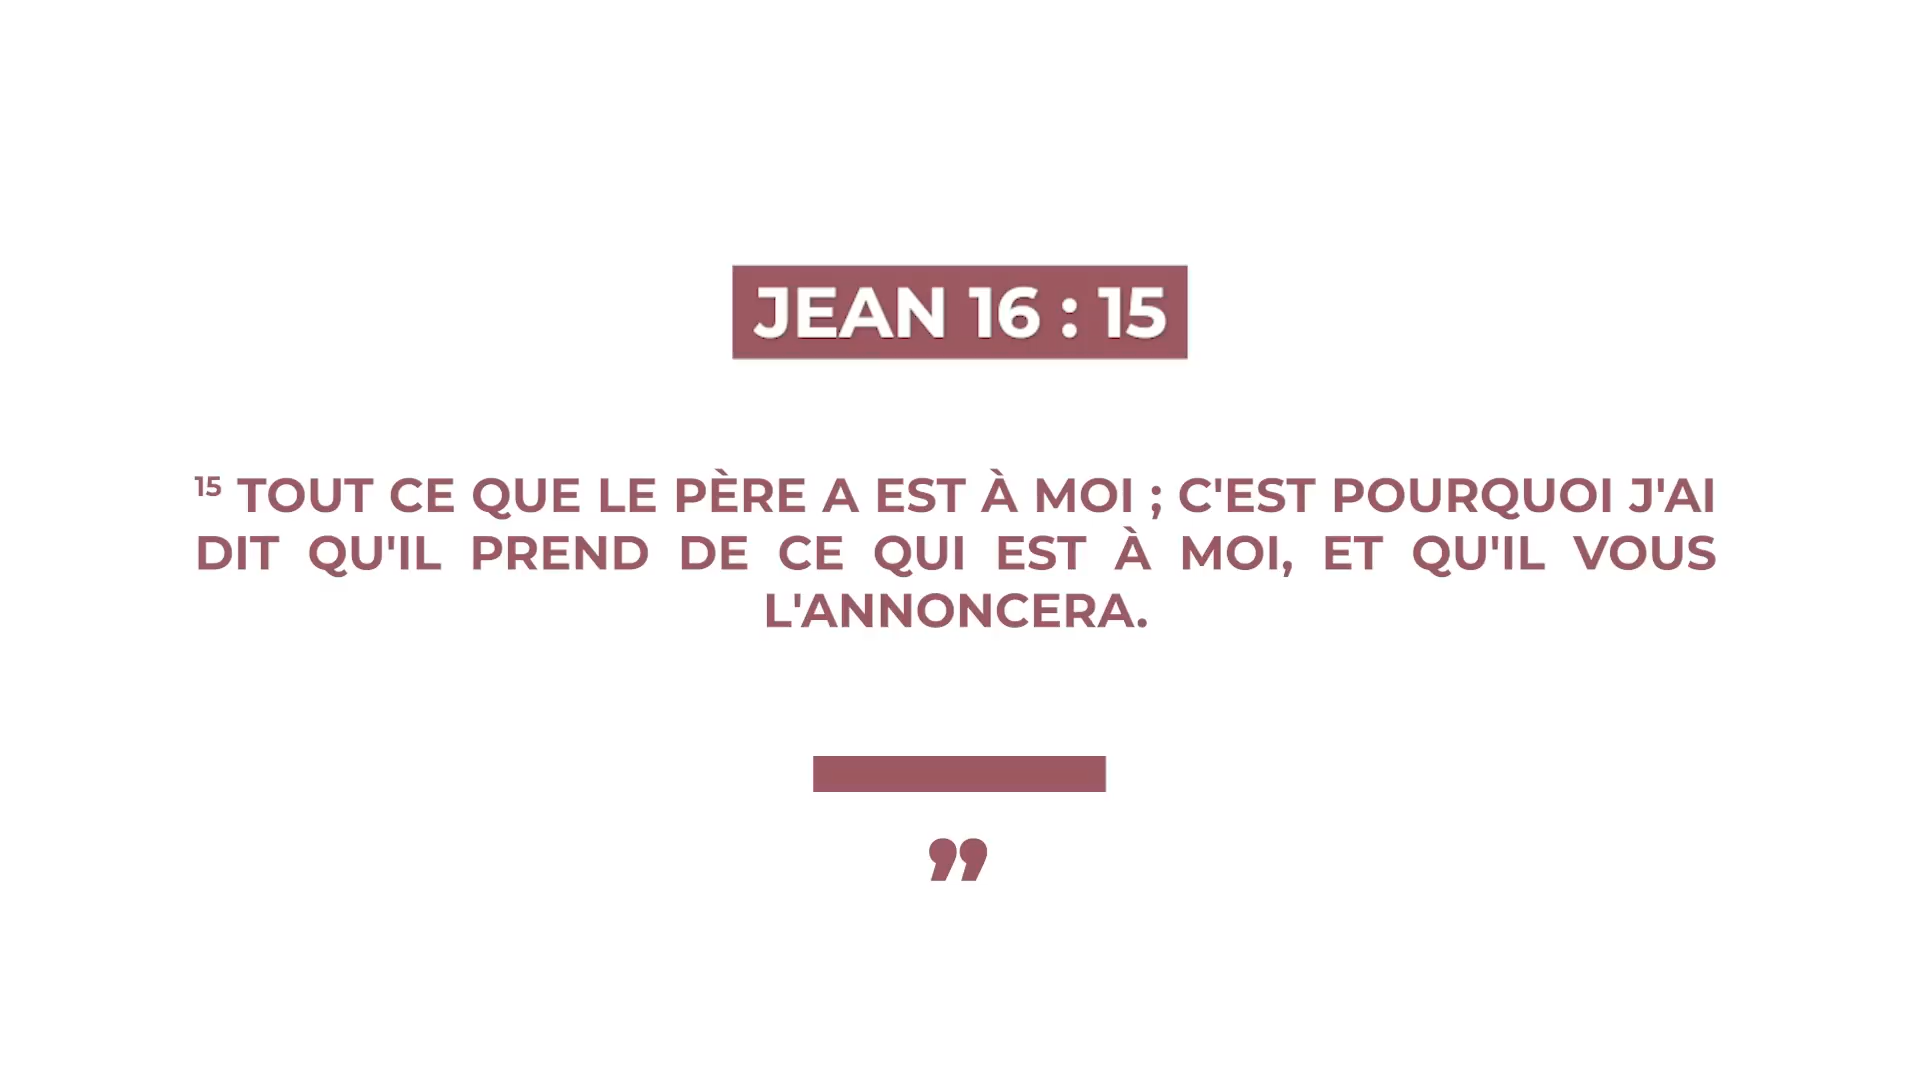 JEAN 16 : 15
15 TOUT CE QUE LE PÈRE A EST À MOI ; C'EST POURQUOI J'AI
DIT QU'IL PREND DE CE QUI EST À MOI, ET QU'IL VOUS
L'ANNONCERA.
”